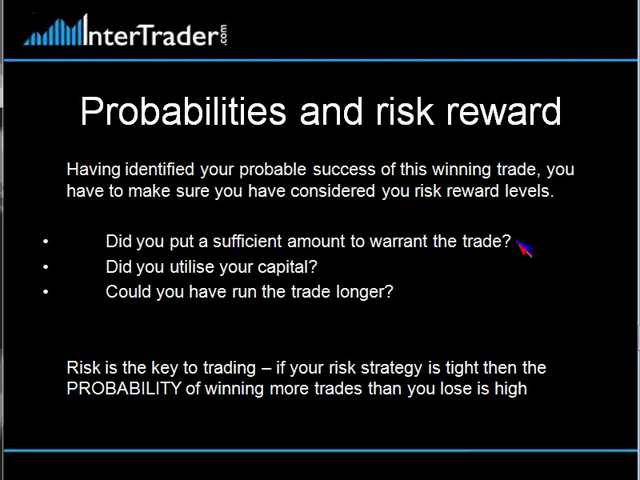 InterTrader.com
Probabilities and risk reward
Having identified your probable success of this winning trade, you
have to make sure you have considered you risk reward levels.
• Did you put a sufficient amount to warrant the trade?
• Did you utilise your capital?
• Could you have run the trade longer?
Risk is the key to trading – if your risk strategy is tight then the
PROBABILITY of winning more trades than you lose is high